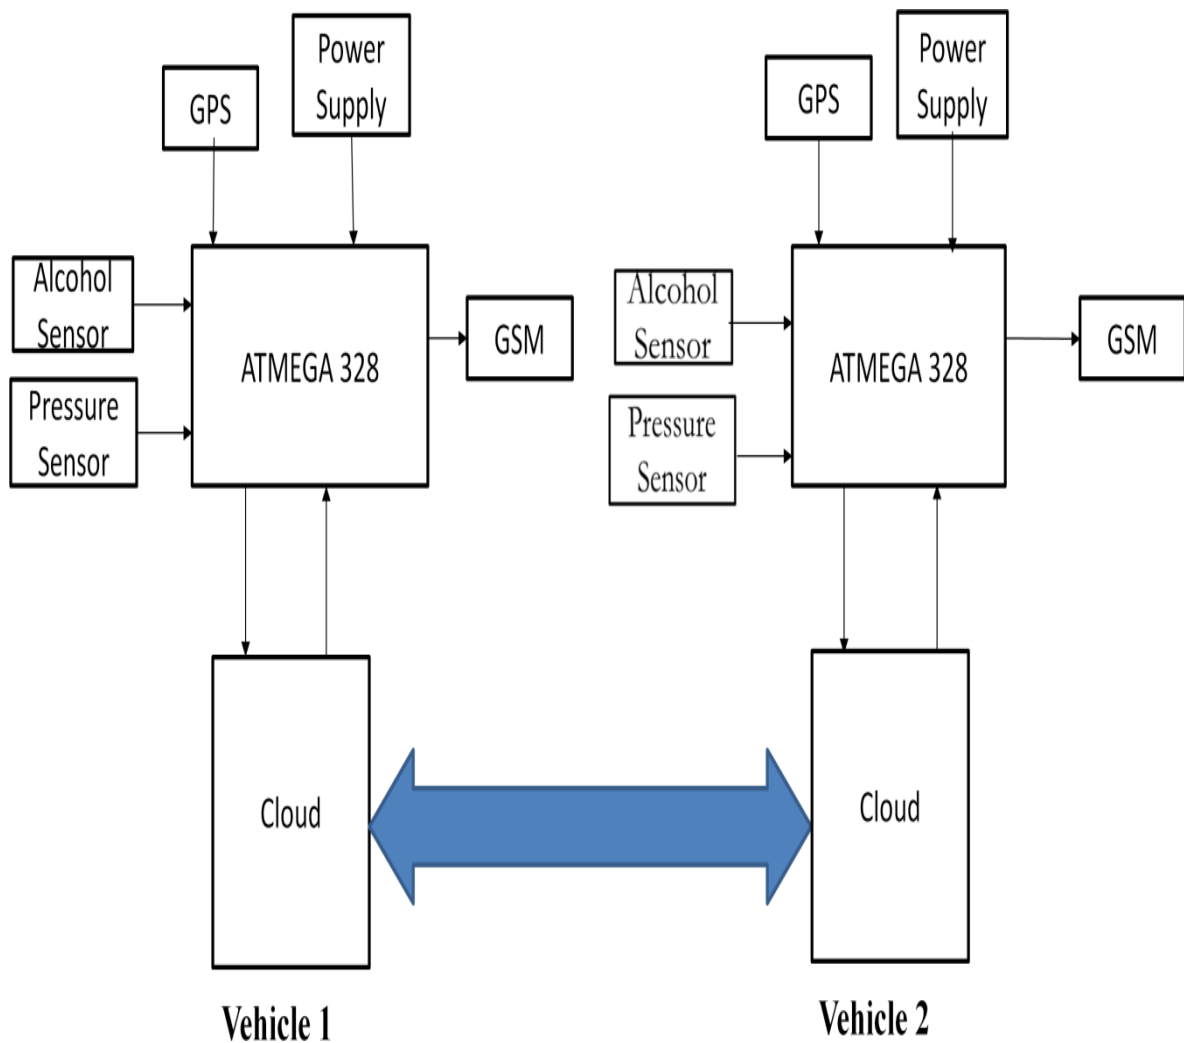 GPS
Power
Supply
Alcohol
Sensor
Pressure
Sensor
ATMEGA 328
GSM
Cloud
Vehicle 1
GPS
Power
Supply
Alcohol
Sensor
Pressure
Sensor
ATMEGA 328
GSM
Cloud
Vehicle 2